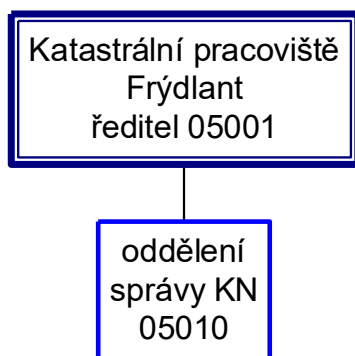 Katastrální pracoviště
Frýdlant
ředitel 05001
oddělení
správy KN
05010